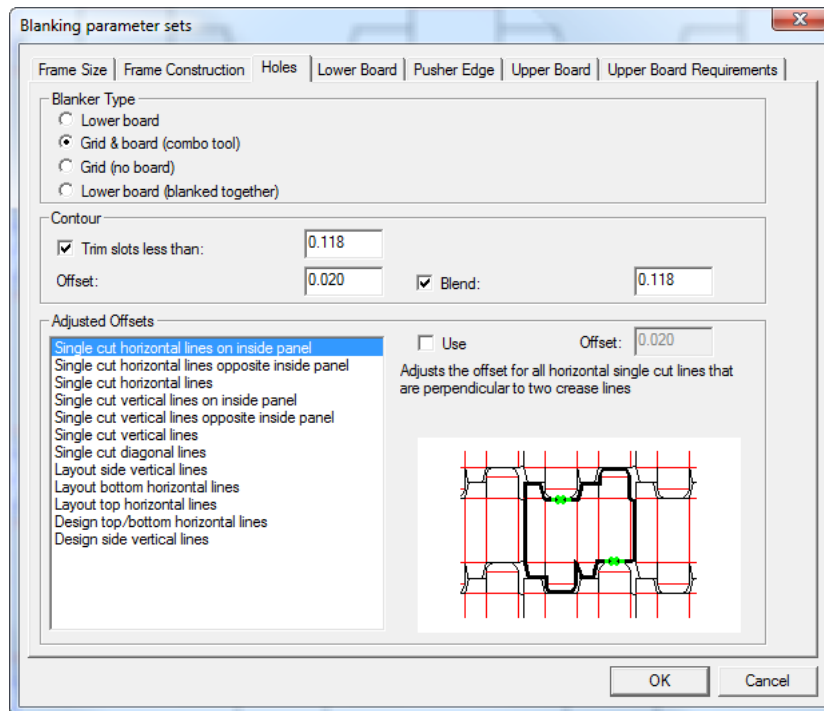 Blanking parameter sets
Frame Size Frame Construction Holes Lower Board Pusher Edge Upper Board Upper Board Requirements
Blanker Type
Lower board
Grid & board (combo tool)
Grid (no board)
Lower board (blanked together)
Contour
Trim slots less than: 0.118
Offset: 0.020 Blend: 0.118
Adjusted Offsets
Single cut horizontal lines on inside panel
Single cut horizontal lines opposite inside panel
Single cut horizontal lines
Single cut vertical lines on inside panel
Single cut vertical lines opposite inside panel
Single cut vertical lines
Single cut diagonal lines
Layout side vertical lines
Layout bottom horizontal lines
Layout top horizontal lines
Design top/bottom horizontal lines
Design side vertical lines
Use Offset: 0.020
Adjusts the offset for all horizontal single cut lines that
are perpendicular to two crease lines
OK Cancel